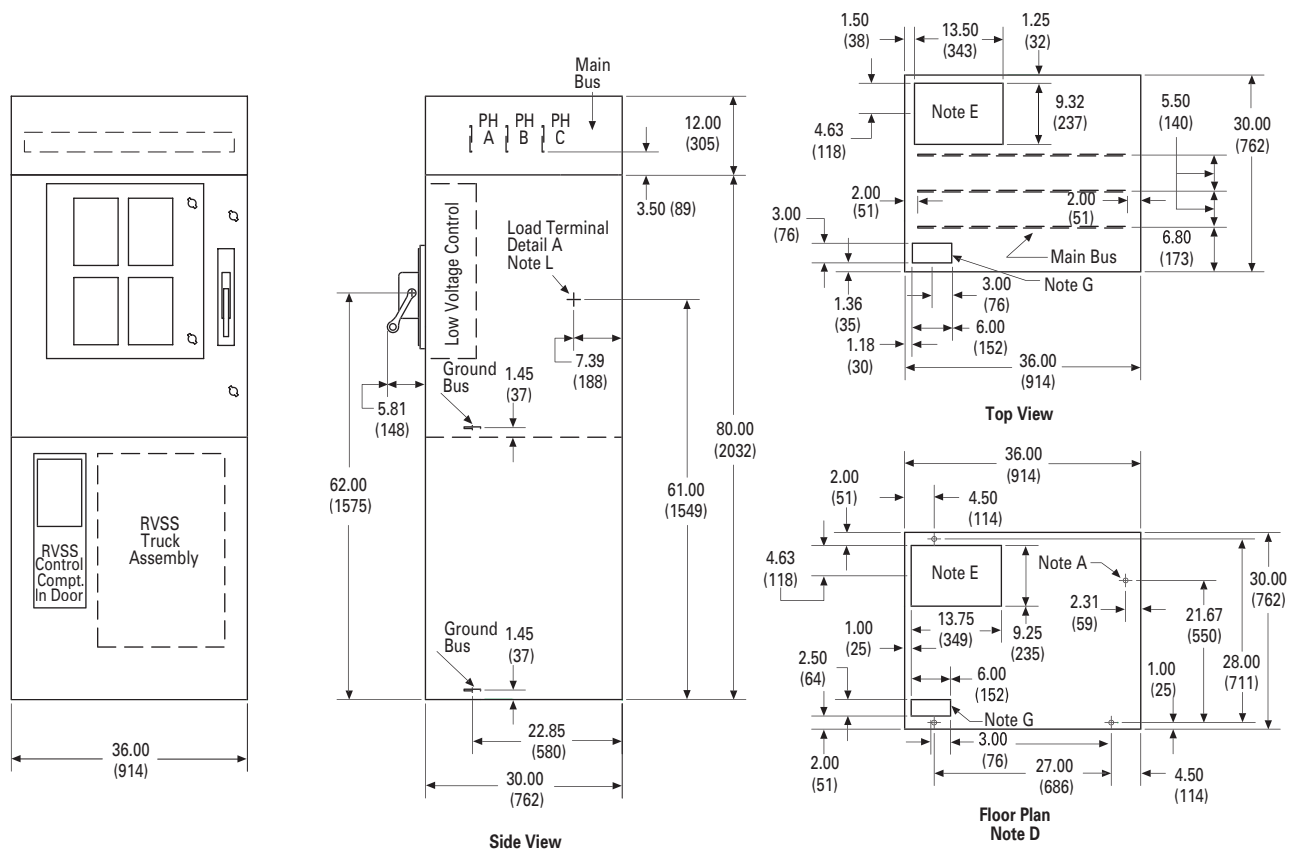 RVSS
Control
Compt.
In Door
RVSS
Truck
Assembly
36.00
(914)
Main
Bus
PH
A
PH
B
PH
C
12.00
(305)
3.50 (89)
Low Voltage Control
Load Terminal
Detail A
Note L
7.39
(188)
Ground
Bus
1.45
(37)
5.81
(148)
62.00
(1575)
61.00
(1549)
80.00
(2032)
Ground
Bus
1.45
(37)
22.85
(580)
30.00
(762)
Side View
1.50
(38)
13.50
(343)
1.25
(32)
Note E
9.32
(237)
5.50
(140)
30.00
(762)
4.63
(118)
2.00
(51)
2.00
(51)
3.00
(76)
6.80
(173)
Main Bus
Note G
3.00
(76)
1.36
(35)
6.00
(152)
1.18
(30)
36.00
(914)
Top View
36.00
(914)
2.00
(51)
4.50
(114)
4.63
(118)
Note E
Note A
30.00
(762)
2.31
(59)
21.67
(550)
13.75
(349)
9.25
(235)
1.00
(25)
28.00
(711)
2.50
(64)
6.00
(152)
1.00
(25)
Note G
3.00
(76)
2.00
(51)
27.00
(686)
4.50
(114)
Floor Plan
Note D